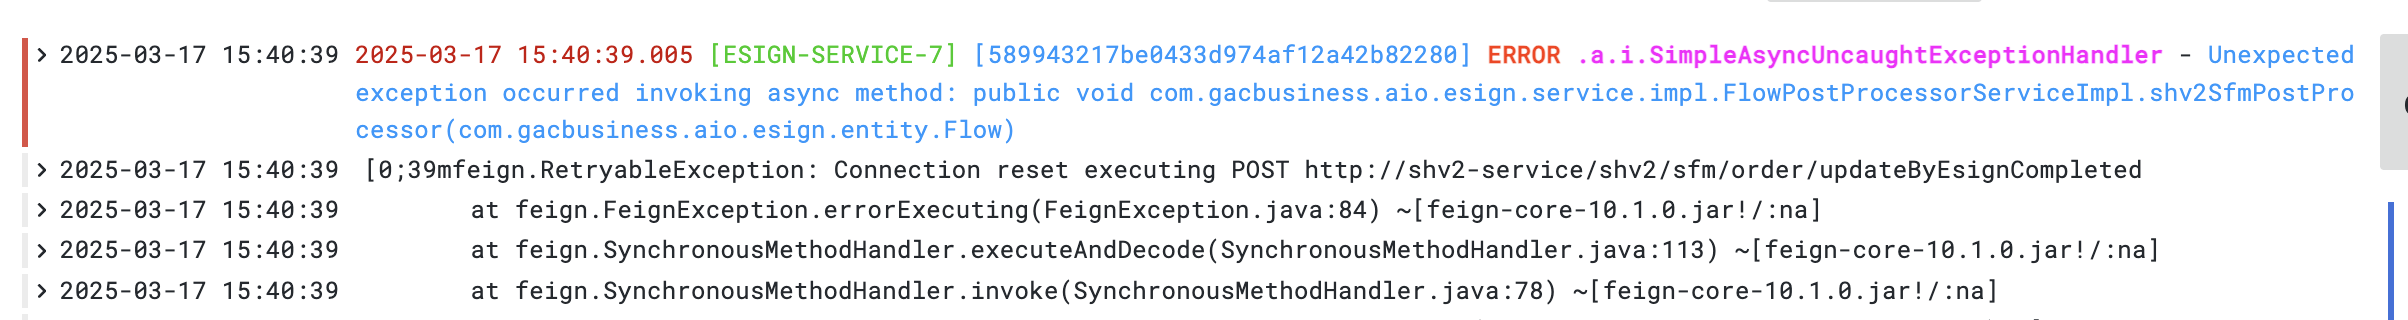 > 2025-03-17 15:40:39 2025-03-17 15:40:39.005 [ESIGN-SERVICE-7] [589943217be0433d974af12a42b82280] ERROR .a.i.SimpleAsyncUncaughtExceptionHandler - Unexpected
exception occurred invoking async method: public void com.gacbusiness.aio.esign.service.impl.FlowPostProcessorServiceImpl.shv2SfmPostPro
cessor(com.gacbusiness.aio.esign.entity.Flow)
> 2025-03-17 15:40:39 [0;39mfeign.RetryableException: Connection reset executing POST http://shv2-service/shv2/sfm/order/updateByEsignCompleted
> 2025-03-17 15:40:39 at feign.FeignException.errorExecuting(FeignException.java:84) ~[feign-core-10.1.0.jar!/:na]
> 2025-03-17 15:40:39 at feign.SynchronousMethodHandler.executeAndDecode(SynchronousMethodHandler.java:113) ~[feign-core-10.1.0.jar!/:na]
> 2025-03-17 15:40:39 at feign.SynchronousMethodHandler.invoke(SynchronousMethodHandler.java:78) ~[feign-core-10.1.0.jar!/:na]